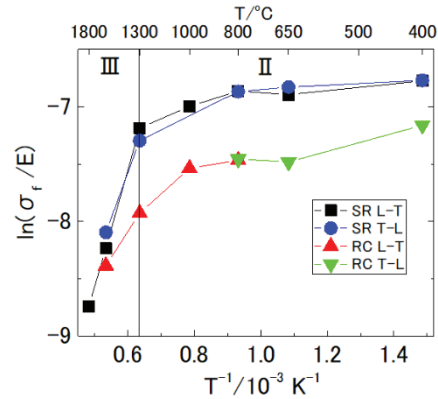 T/°C
1800 1300 1000 800 650 400
III II
ln(σf /E)
-7
-8
-9
SR L-T
SR T-L
RC L-T
RC T-L
0.6 0.8 1.0 1.2 1.4
T⁻¹/10⁻³ K⁻¹